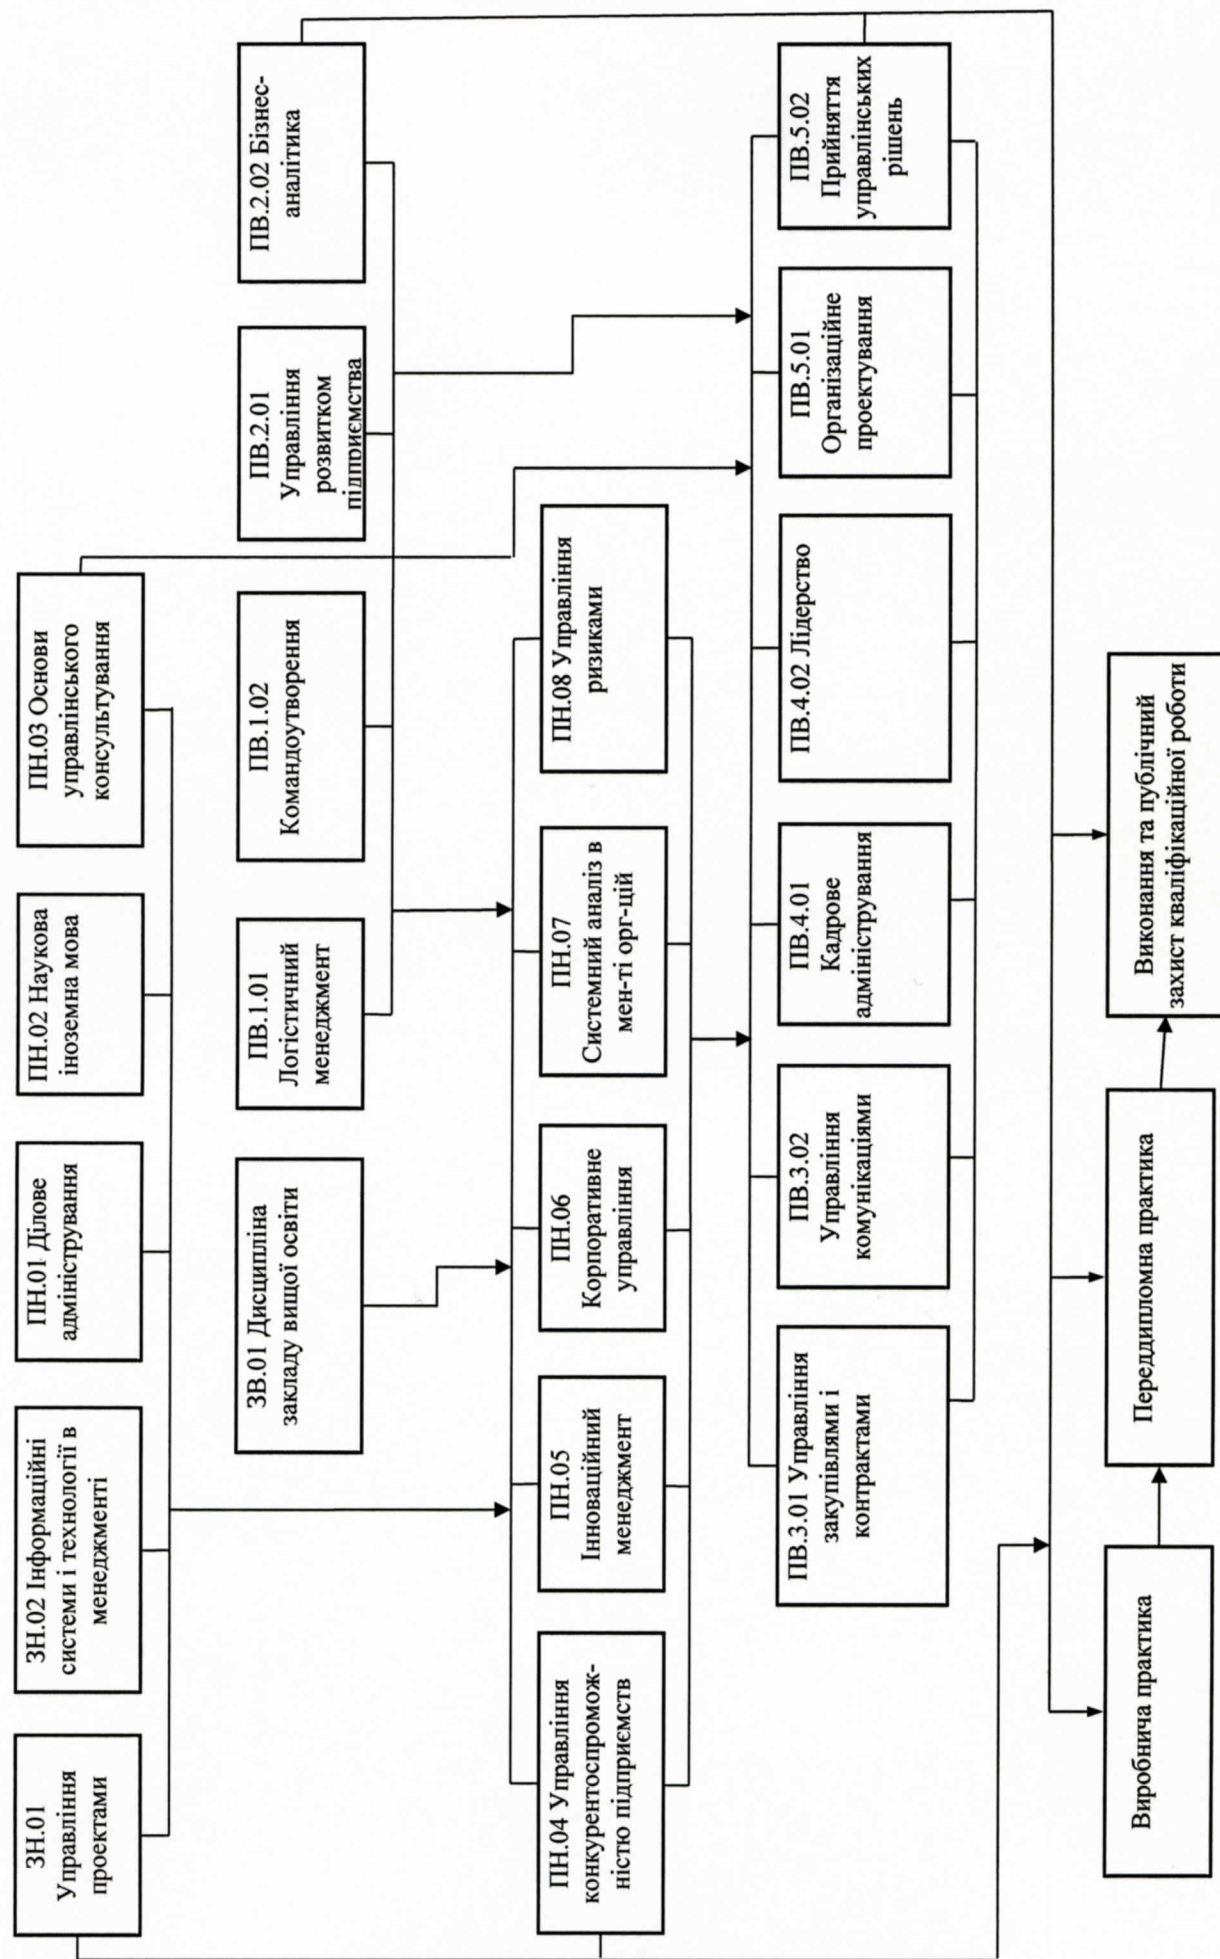 ЗН.01
Управління
проектами
ЗН.02 Інформаційні
системи і технології в
менеджменті
ПН.01 Ділове
адміністрування
ПН.02 Наукова
іноземна мова
ПН.03 Основи
управлінського
консультування
ЗВ.01 Дисципліна
закладу вищої освіти
ПВ.1.01
Логістичний
менеджмент
ПВ.1.02
Командоутворення
ПВ.2.01
Управління
розвитком
підприємства
ПВ.2.02 Бізнес-
аналітика
ПН.04 Управління
конкурентоспромож-
ністю підприємств
ПН.05
Інноваційний
менеджмент
ПН.06
Корпоративне
управління
ПН.07
Системний аналіз в
мен-ті орг-цій
ПН.08 Управління
ризиками
ПВ.3.01 Управління
закупівлями і
контрактами
ПВ.3.02
Управління
комунікаціями
ПВ.4.01
Кадрове
адміністрування
ПВ.4.02 Лідерство
ПВ.5.01
Організаційне
проектування
ПВ.5.02
Прийняття
управлінських
рішень
Виробнича практика
Переддипломна практика
Виконання та публічний
захист кваліфікаційної роботи